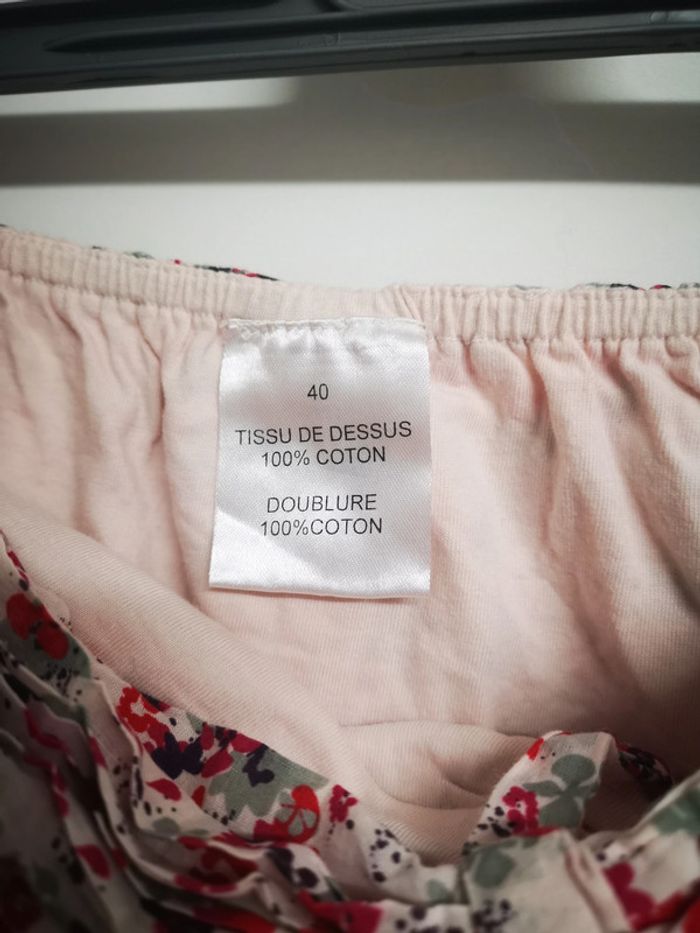 40
TISSU DE DESSUS
100% COTON
DOUBLURE
100%COTON